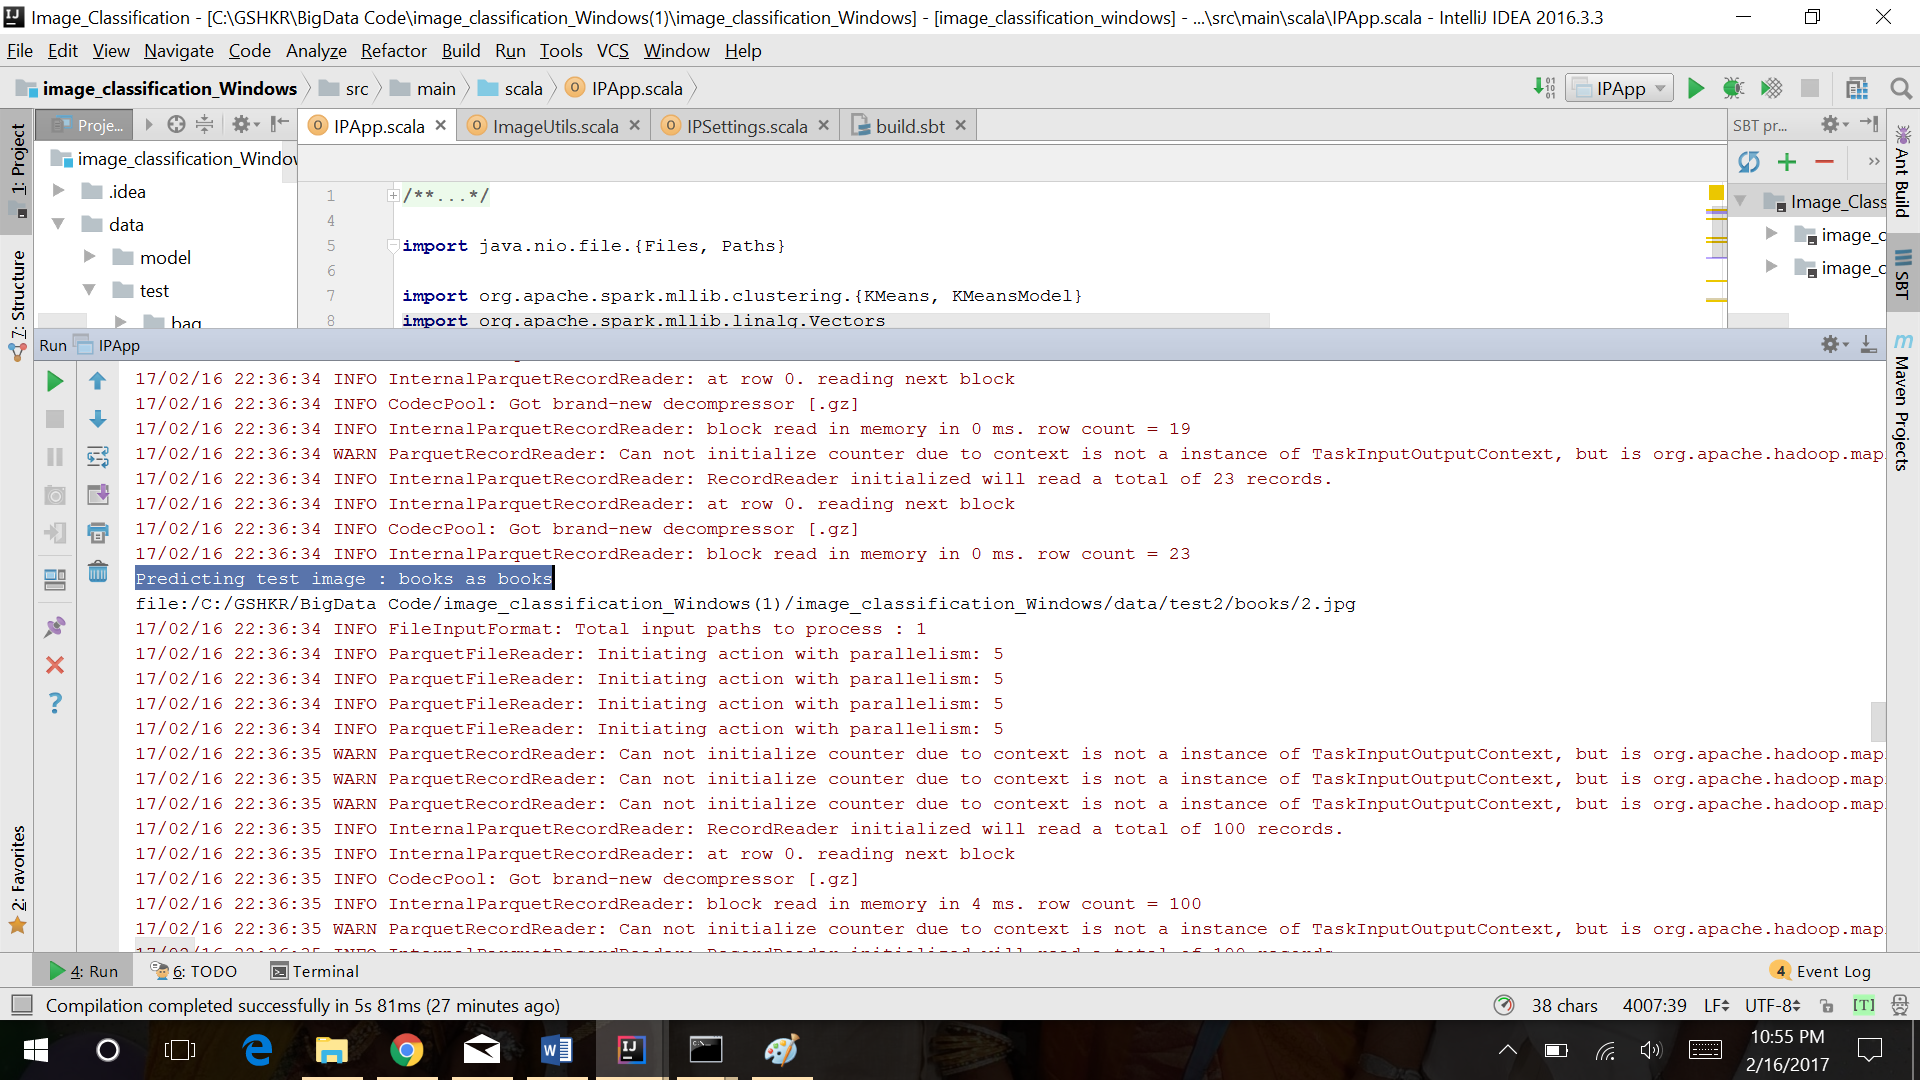 Image_Classification - [C:\GSHKR\BigData Code\image_classification_Windows(1)\image_classification_Windows] - [image_classification_windows] - ...\src\main\scala\IPApp.scala - IntelliJ IDEA 2016.3.3
File Edit View Navigate Code Analyze Refactor Build Run Tools VCS Window Help
image_classification_Windows src main scala IPApp.scala IPApp
Proje... IPApp.scala ImageUtils.scala IPSettings.scala build.sbt SBT pr...
1: Project
7: Structure
2: Favorites
image_classification_Windov
.idea
data
model
test
bag
1 /**...*/
4
5 import java.nio.file.{Files, Paths}
6
7 import org.apache.spark.mllib.clustering.{KMeans, KMeansModel}
8 import org.apache.spark.mllib.linalg.Vectors
Image_Class
image_c
image_c
Ant Build
SBT
Maven Projects
Run IPApp
17/02/16 22:36:34 INFO InternalParquetRecordReader: at row 0. reading next block
17/02/16 22:36:34 INFO CodecPool: Got brand-new decompressor [.gz]
17/02/16 22:36:34 INFO InternalParquetRecordReader: block read in memory in 0 ms. row count = 19
17/02/16 22:36:34 WARN ParquetRecordReader: Can not initialize counter due to context is not a instance of TaskInputOutputContext, but is org.apache.hadoop.map
17/02/16 22:36:34 INFO InternalParquetRecordReader: RecordReader initialized will read a total of 23 records.
17/02/16 22:36:34 INFO InternalParquetRecordReader: at row 0. reading next block
17/02/16 22:36:34 INFO CodecPool: Got brand-new decompressor [.gz]
17/02/16 22:36:34 INFO InternalParquetRecordReader: block read in memory in 0 ms. row count = 23
Predicting test image : books as books
file:/C:/GSHKR/BigData Code/image_classification_Windows(1)/image_classification_Windows/data/test2/books/2.jpg
17/02/16 22:36:34 INFO FileInputFormat: Total input paths to process : 1
17/02/16 22:36:34 INFO ParquetFileReader: Initiating action with parallelism: 5
17/02/16 22:36:34 INFO ParquetFileReader: Initiating action with parallelism: 5
17/02/16 22:36:34 INFO ParquetFileReader: Initiating action with parallelism: 5
17/02/16 22:36:34 INFO ParquetFileReader: Initiating action with parallelism: 5
17/02/16 22:36:35 WARN ParquetRecordReader: Can not initialize counter due to context is not a instance of TaskInputOutputContext, but is org.apache.hadoop.map
17/02/16 22:36:35 WARN ParquetRecordReader: Can not initialize counter due to context is not a instance of TaskInputOutputContext, but is org.apache.hadoop.map
17/02/16 22:36:35 WARN ParquetRecordReader: Can not initialize counter due to context is not a instance of TaskInputOutputContext, but is org.apache.hadoop.map
17/02/16 22:36:35 INFO InternalParquetRecordReader: RecordReader initialized will read a total of 100 records.
17/02/16 22:36:35 INFO InternalParquetRecordReader: at row 0. reading next block
17/02/16 22:36:35 INFO CodecPool: Got brand-new decompressor [.gz]
17/02/16 22:36:35 INFO InternalParquetRecordReader: block read in memory in 4 ms. row count = 100
17/02/16 22:36:35 WARN ParquetRecordReader: Can not initialize counter due to context is not a instance of TaskInputOutputContext, but is org.apache.hadoop.map
17/02/16 22:36:35 INFO InternalParquetRecordReader: RecordReader initialized will read a total of 100 records.
4: Run 6: TODO Terminal 4 Event Log
Compilation completed successfully in 5s 81ms (27 minutes ago) 38 chars 4007:39 LF UTF-8 [T]
10:55 PM
2/16/2017